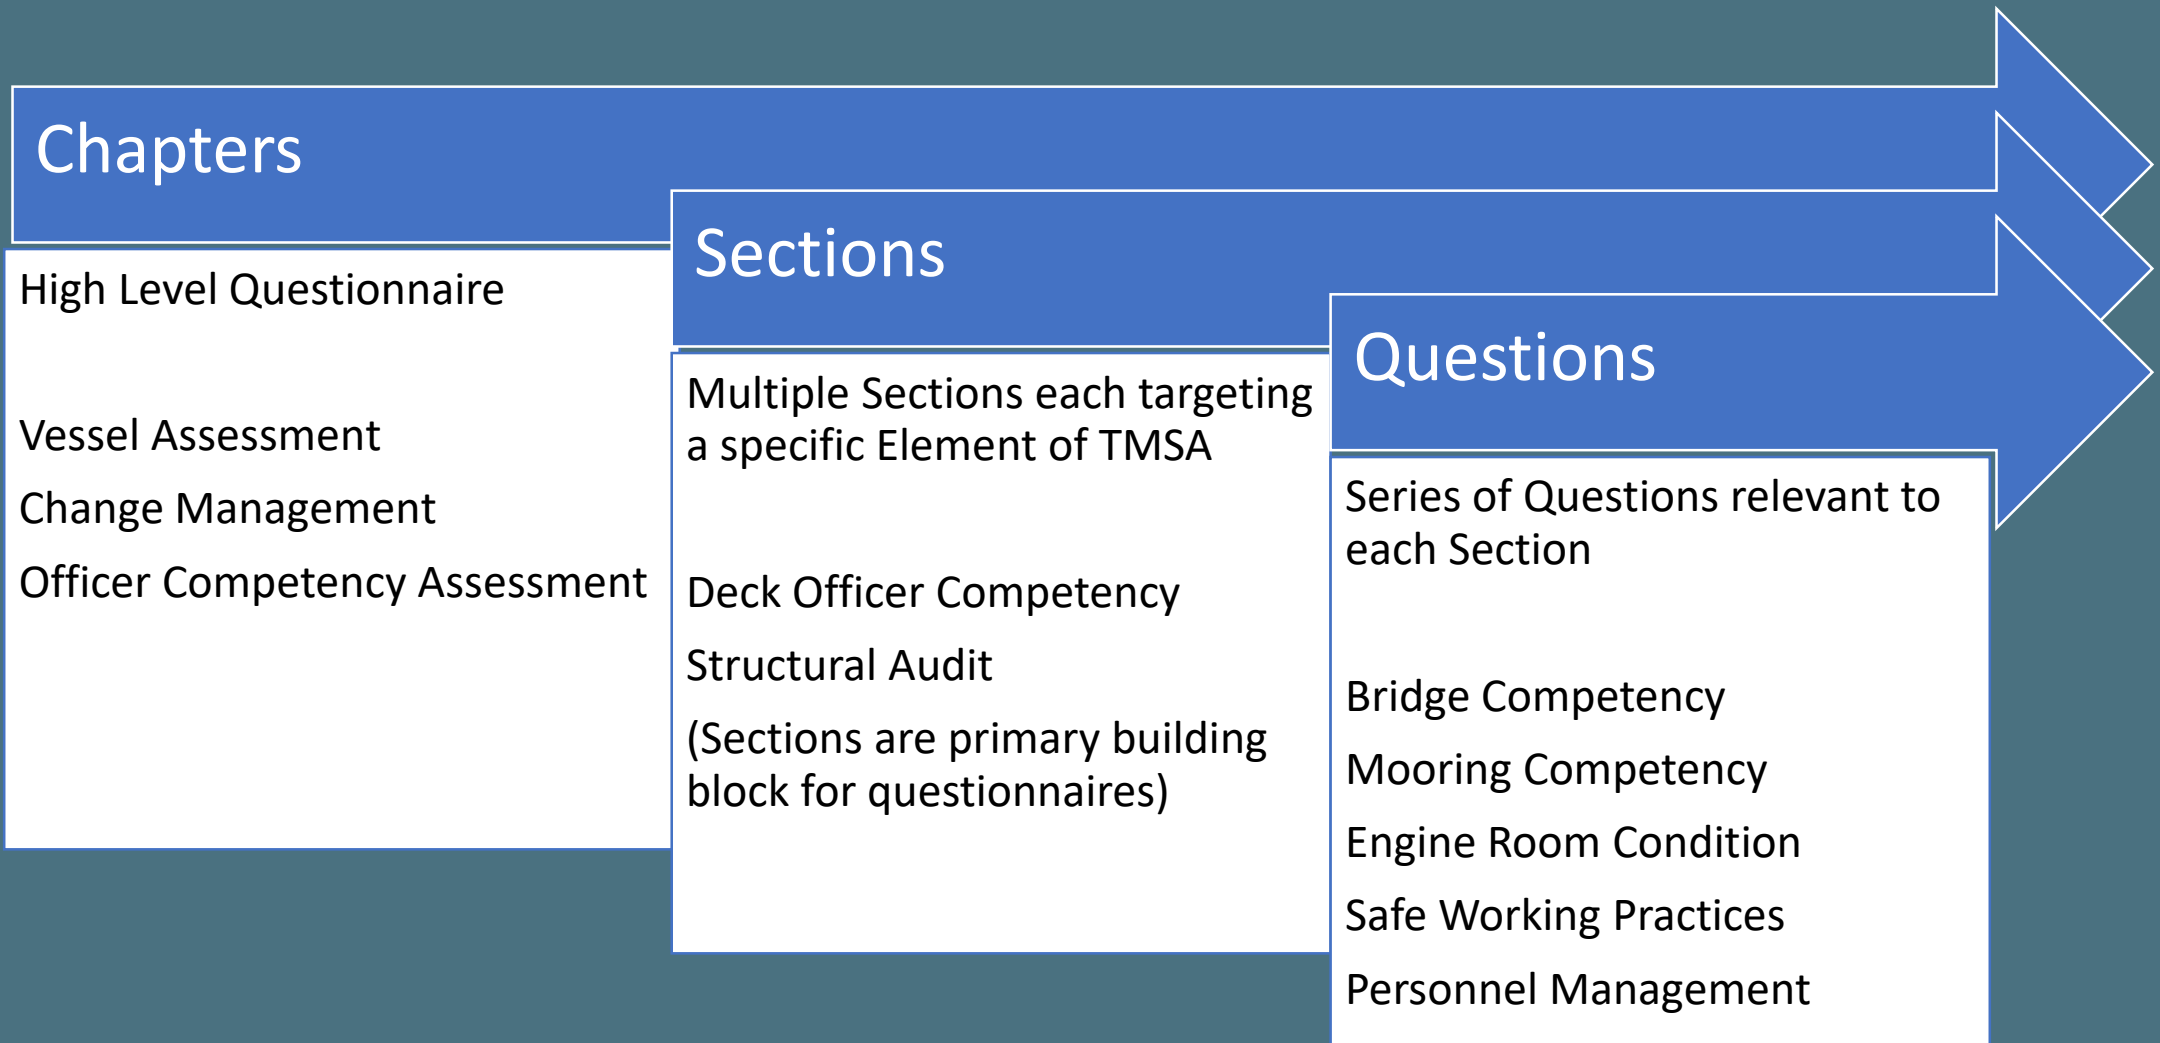 Chapters
High Level Questionnaire
Vessel Assessment
Change Management
Officer Competency Assessment
Sections
Multiple Sections each targeting
a specific Element of TMSA
Deck Officer Competency
Structural Audit
(Sections are primary building
block for questionnaires)
Questions
Series of Questions relevant to
each Section
Bridge Competency
Mooring Competency
Engine Room Condition
Safe Working Practices
Personnel Management